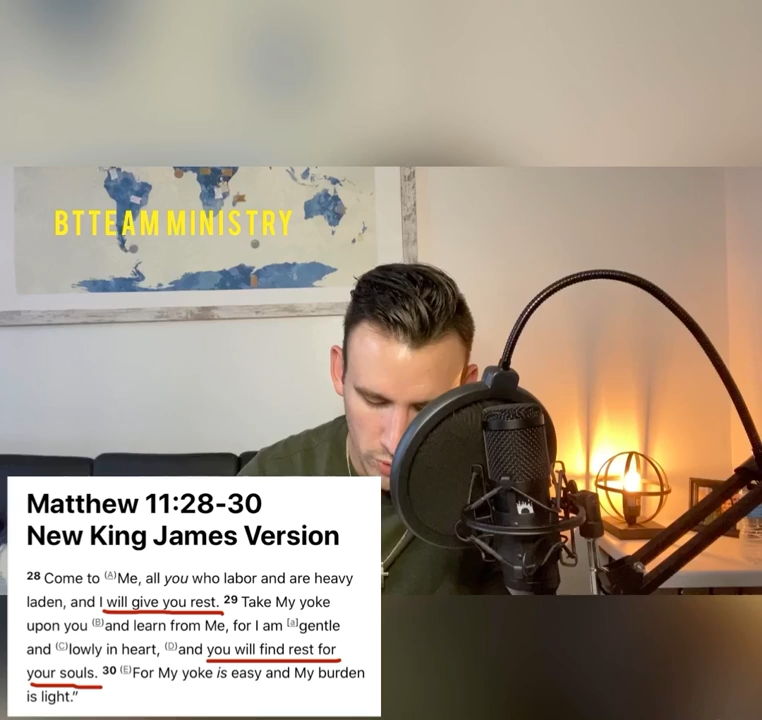 BTTEAM MINISTRY
Matthew 11:28-30
New King James Version
28 Come to (A)Me, all you who labor and are heavy
laden, and I will give you rest. 29 Take My yoke
upon you (B)and learn from Me, for I am [a]gentle
and (C)lowly in heart, (D)and you will find rest for
your souls. 30 (E)For My yoke is easy and My burden
is light.”